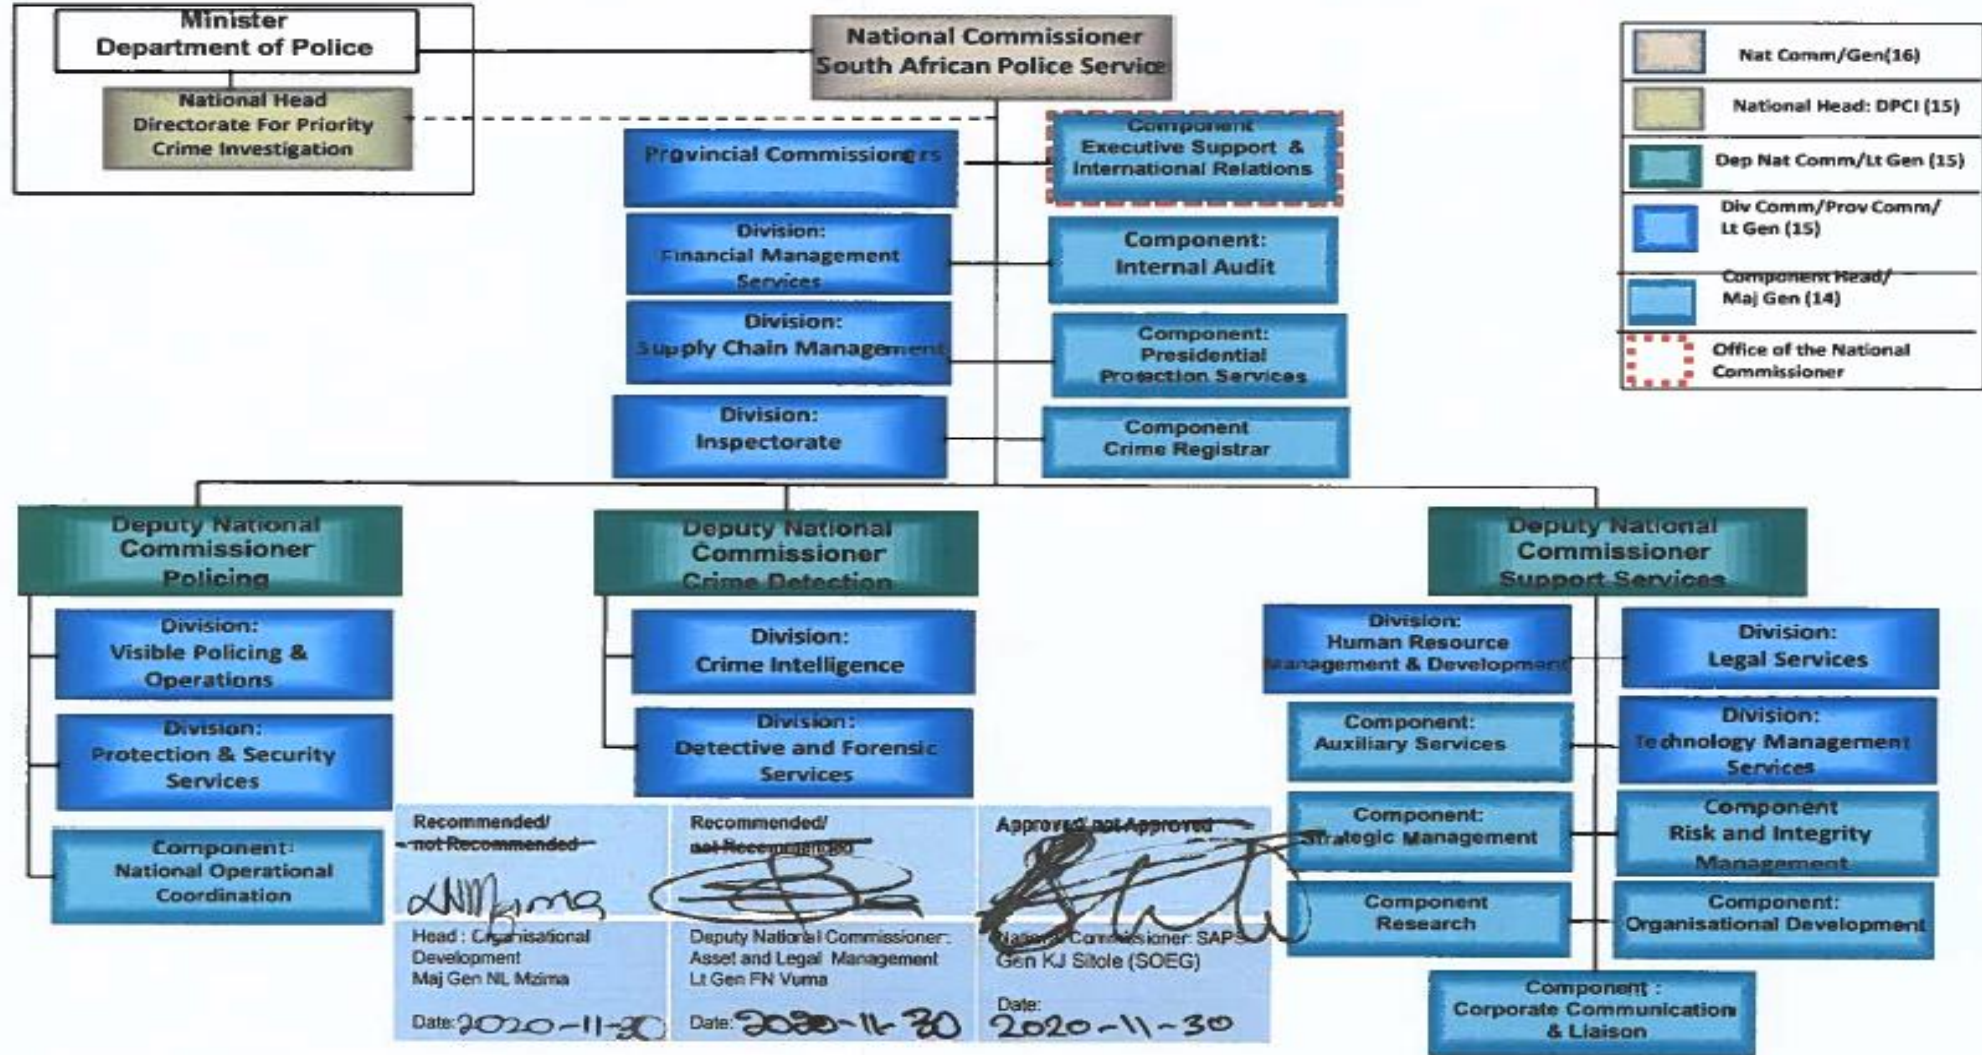 Minister
Department of Police
National Head
Directorate For Priority
Crime Investigation
National Commissioner
South African Police Service
Provincial Commissioners
Component
Executive Support &
International Relations
Division:
Financial Management
Services
Component:
Internal Audit
Division:
Supply Chain Management
Component:
Presidential
Protection Services
Division:
Inspectorate
Component
Crime Registrar
Nat Comm/Gen(16)
National Head: DPCI (15)
Dep Nat Comm/Lt Gen (15)
Div Comm/Prov Comm/
Lt Gen (15)
Component Head/
Maj Gen (14)
Office of the National
Commissioner
Deputy National
Commissioner
Policing
Division:
Visible Policing &
Operations
Division:
Protection & Security
Services
Component:
National Operational
Coordination
Deputy National
Commissioner
Crime Detection
Division:
Crime Intelligence
Division:
Detective and Forensic
Services
Deputy National
Commissioner
Support Services
Division:
Human Resource
Management & Development
Division:
Legal Services
Component:
Auxiliary Services
Division:
Technology Management
Services
Component:
Strategic Management
Component
Risk and Integrity
Management
Component
Research
Component:
Organisational Development
Component :
Corporate Communication
& Liaison
Recommended/
not Recommended
Head : Organisational
Development
Maj Gen NL Mzima
Date: 2020-11-30
Recommended/
not Recommended
Deputy National Commissioner:
Asset and Legal Management
Lt Gen FN Vuma
Date: 2020-11-30
Approved/not Approved
National Commissioner: SAPS
Gen KJ Sitole (SOEG)
Date:
2020-11-30